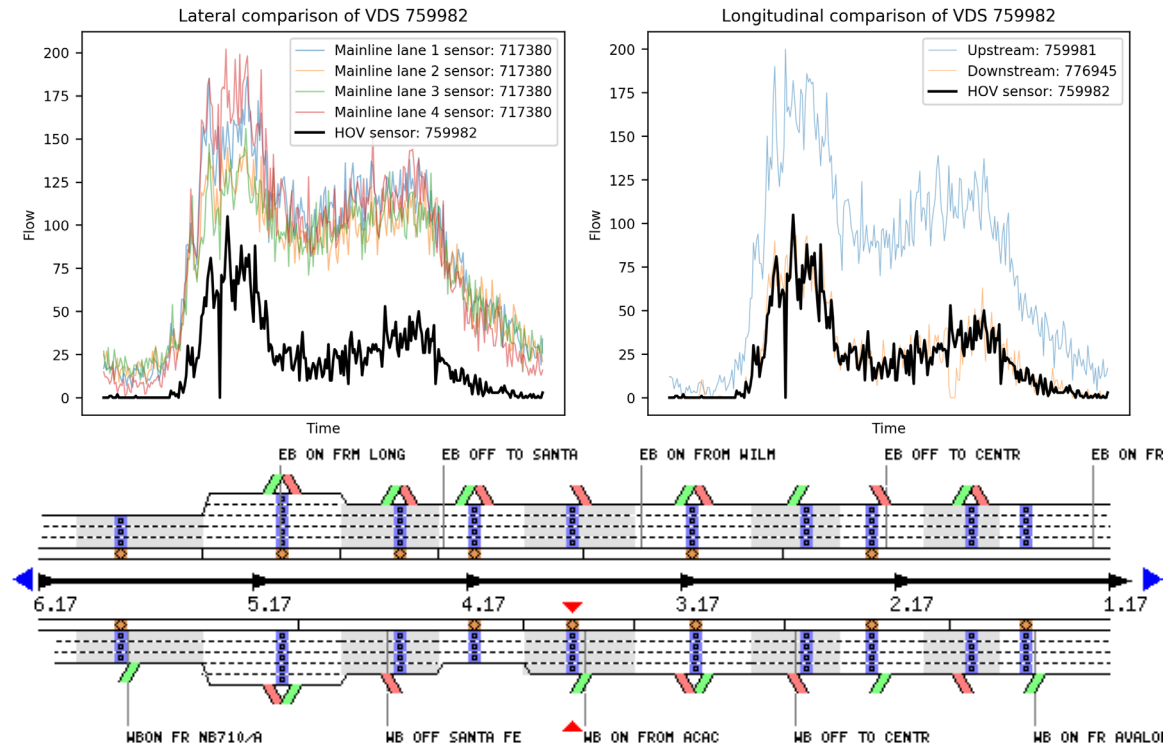 Lateral comparison of VDS 759982
Longitudinal comparison of VDS 759982
200
175
150
125
100
75
50
25
0
Flow
Time
Mainline lane 1 sensor: 717380
Mainline lane 2 sensor: 717380
Mainline lane 3 sensor: 717380
Mainline lane 4 sensor: 717380
HOV sensor: 759982
200
175
150
125
100
75
50
25
0
Flow
Time
Upstream: 759981
Downstream: 776945
HOV sensor: 759982
EB ON FRM LONG
EB OFF TO SANTA
EB ON FROM WILM
EB OFF TO CENTR
EB ON FR
6.17
5.17
4.17
3.17
2.17
1.17
WBON FR NB710/A
WB OFF SANTA FE
WB ON FROM ACAC
WB OFF TO CENTR
WB ON FR AVALO